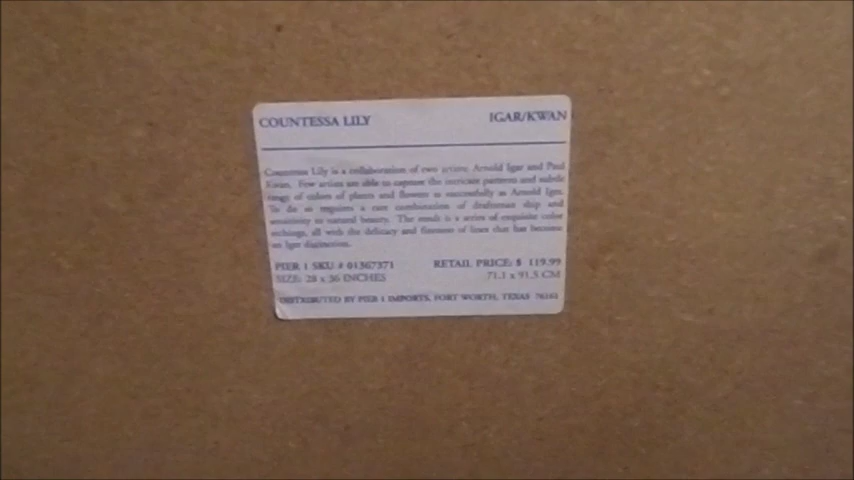 COUNTESSA LILY IGAR/KWAN
Countess Lily is a collaboration of two artists: Arnold Igar and Paul
Kwan. Few artists are able to capture the intricate patterns and subtle
range of colors of plants and flowers as successfully as Arnold Igar.
To do so requires a rare combination of draftsman ship and
sensitivity to natural beauty. The result is a series of exquisite color
etchings, all with the delicacy and fineness of lines that has become
an Igar distinction.
PIER 1 SKU # 01367371 RETAIL PRICE: $ 119.99
SIZE: 28 x 36 INCHES 71.1 x 91.5 CM
DISTRIBUTED BY PIER 1 IMPORTS, FORT WORTH, TEXAS 76161